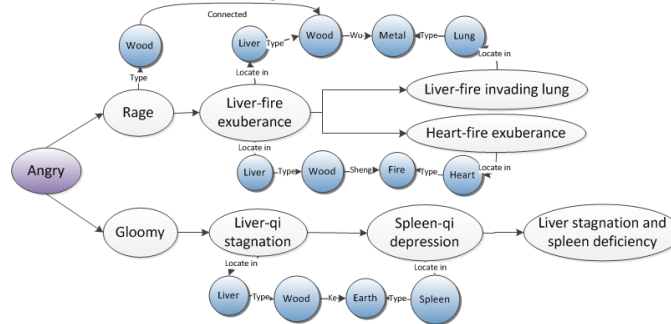 Connected
Wood
Liver
Type
Wood
Wu
Metal
Type
Lung
Type
Locate in
Locate in
Rage
Liver-fire
exuberance
Liver-fire invading lung
Heart-fire exuberance
Locate in
Locate in
Liver
Type
Wood
Sheng
Fire
Type
Heart
Angry
Gloomy
Liver-qi
stagnation
Spleen-qi
depression
Liver stagnation and
spleen deficiency
Locate in
Locate in
Liver
Type
Wood
Ke
Earth
Type
Spleen